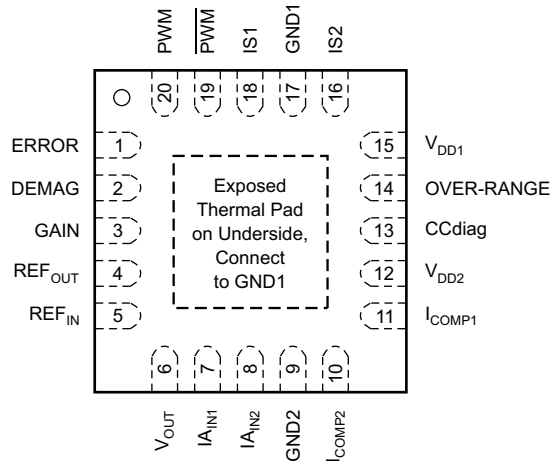 PWM
PWM
IS1
GND1
IS2
20
19
18
17
16
ERROR 1
DEMAG 2
GAIN 3
REFOUT 4
REFIN 5
15 VDD1
14 OVER-RANGE
13 CCdiag
12 VDD2
11 ICOMP1
Exposed
Thermal Pad
on Underside,
Connect
to GND1
6
7
8
9
10
VOUT
IAIN1
IAIN2
GND2
ICOMP2